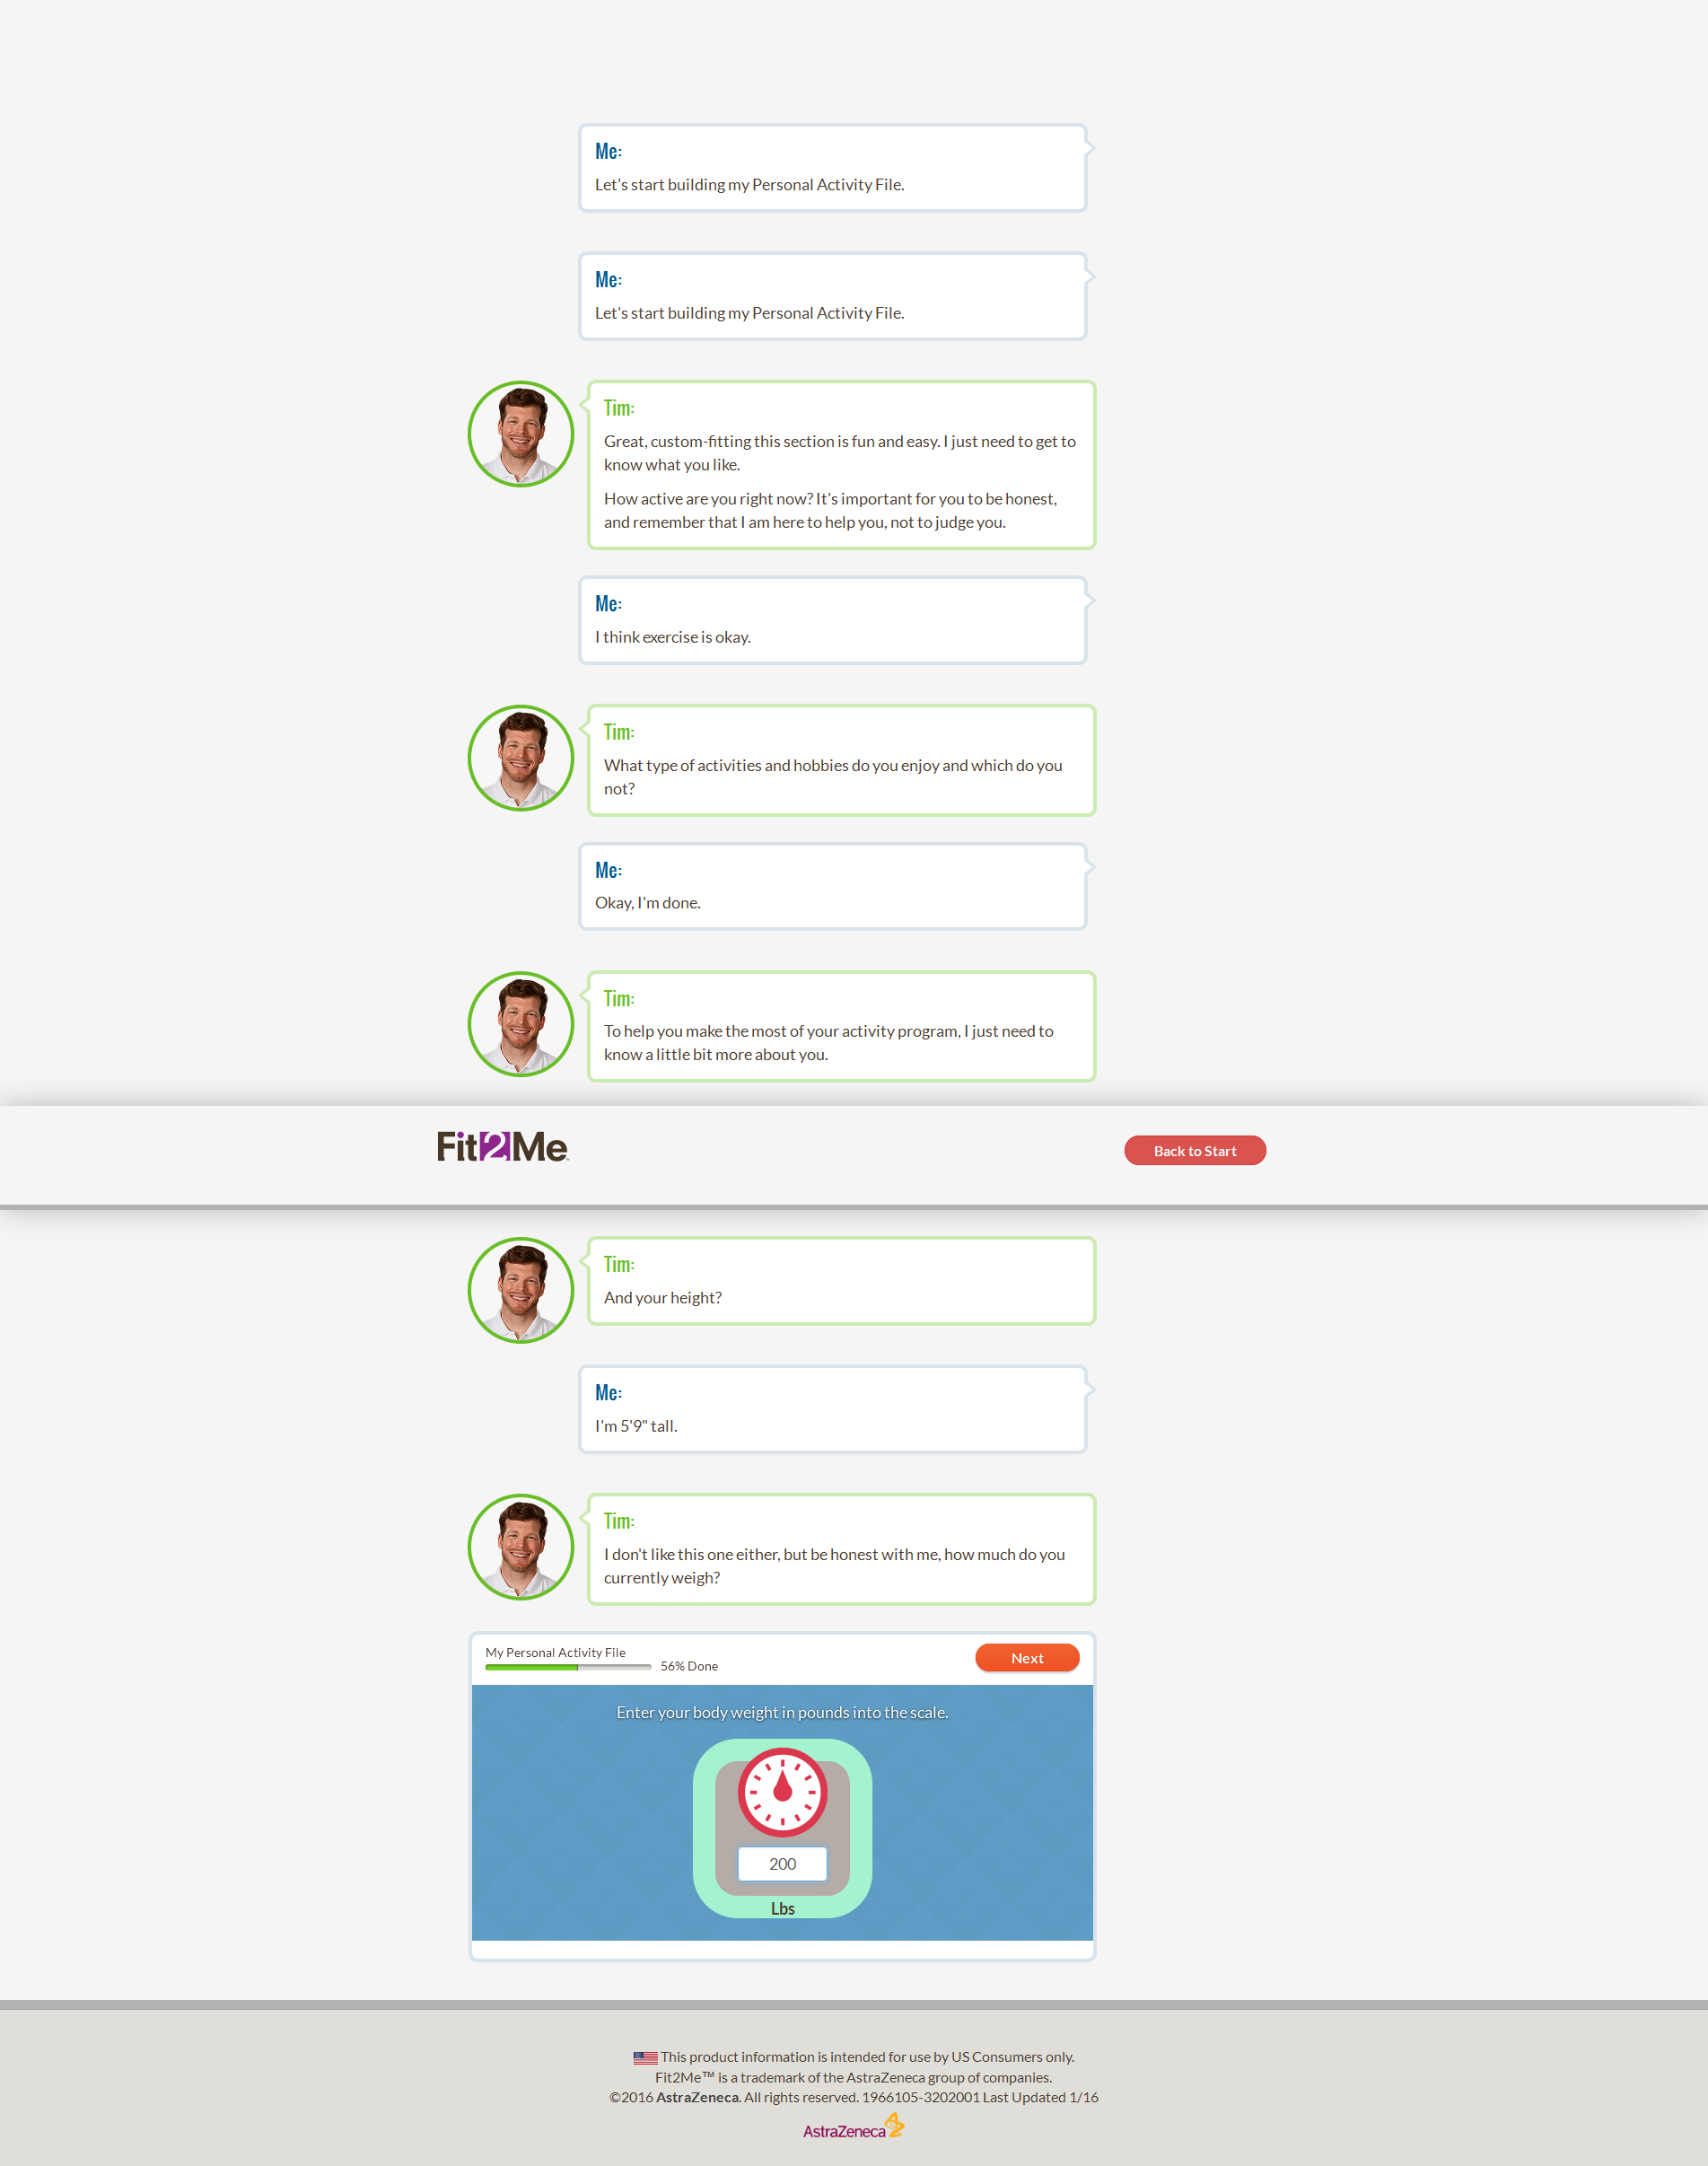 Me:
Let's start building my Personal Activity File.
Me:
Let's start building my Personal Activity File.
Tim:
Great, custom-fitting this section is fun and easy. I just need to get to
know what you like.
How active are you right now? It’s important for you to be honest,
and remember that I am here to help you, not to judge you.
Me:
I think exercise is okay.
Tim:
What type of activities and hobbies do you enjoy and which do you
not?
Me:
Okay, I'm done.
Tim:
To help you make the most of your activity program, I just need to
know a little bit more about you.
Fit2Me
Back to Start
Tim:
And your height?
Me:
I'm 5'9" tall.
Tim:
I don't like this one either, but be honest with me, how much do you
currently weigh?
My Personal Activity File
56% Done
Next
Enter your body weight in pounds into the scale.
200
Lbs
This product information is intended for use by US Consumers only.
Fit2Me™ is a trademark of the AstraZeneca group of companies.
©2016 AstraZeneca. All rights reserved. 1966105-3202001 Last Updated 1/16
AstraZeneca